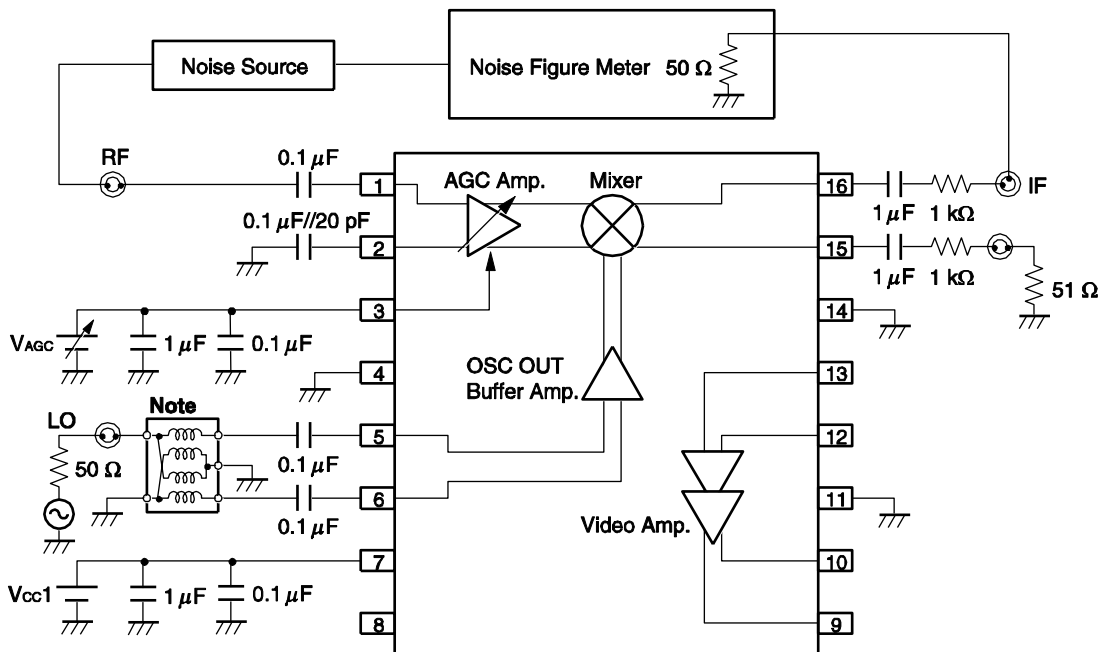 Noise Source
Noise Figure Meter 50 Ω
RF
0.1 μF
1
AGC Amp.
Mixer
16
1 μF
1 kΩ
IF
0.1 μF//20 pF
2
15
1 μF
1 kΩ
51 Ω
3
14
VAGC
1 μF
0.1 μF
4
OSC OUT
Buffer Amp.
13
LO
Note
50 Ω
5
0.1 μF
12
6
0.1 μF
11
Video Amp.
7
10
VCC1
1 μF
0.1 μF
8
9